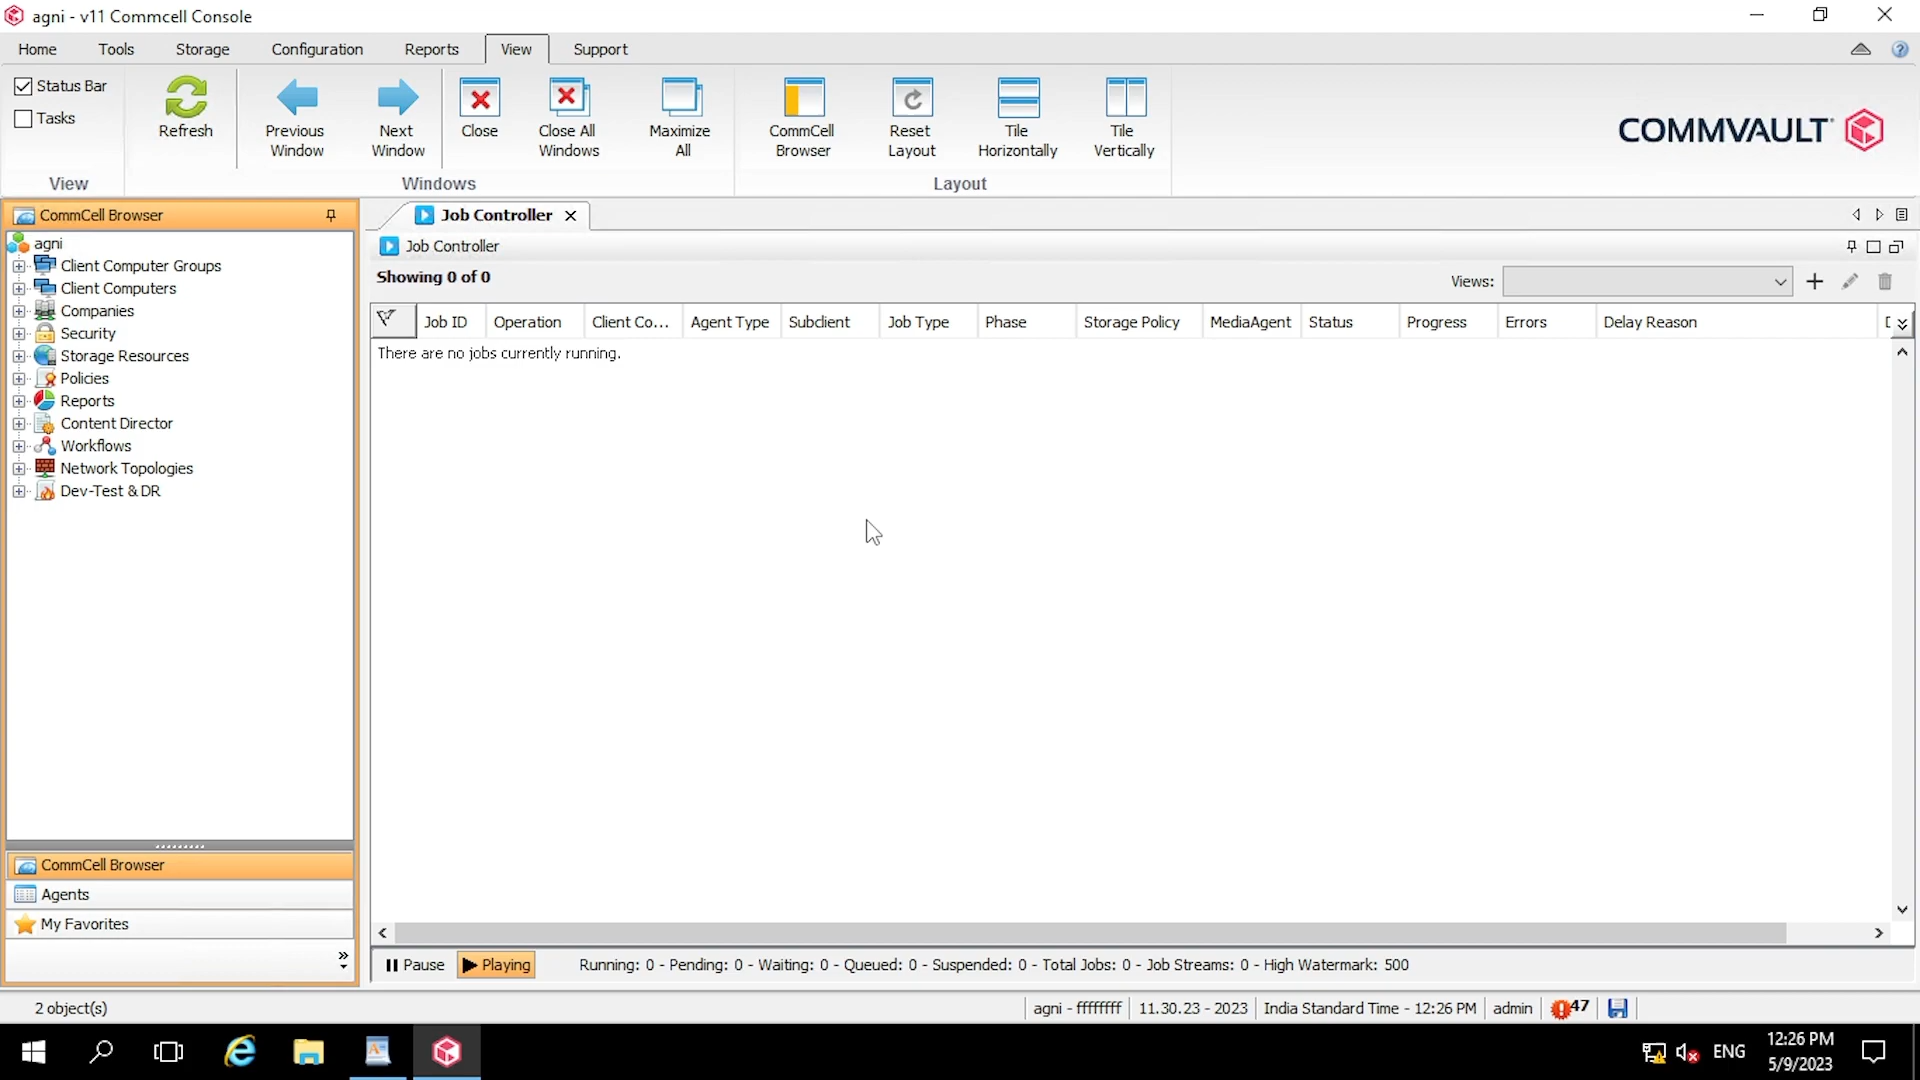 agni - v11 Commcell Console
Home Tools Storage Configuration Reports View Support
Status Bar
Tasks
Refresh
Previous Window
Next Window
Close
Close All Windows
Maximize All
CommCell Browser
Reset Layout
Tile Horizontally
Tile Vertically
View
Windows
Layout
COMMVAULT
CommCell Browser
agni
Client Computer Groups
Client Computers
Companies
Security
Storage Resources
Policies
Reports
Content Director
Workflows
Network Topologies
Dev-Test & DR
CommCell Browser
Agents
My Favorites
Job Controller
Job Controller
Showing 0 of 0
Views:
Job ID Operation Client Co... Agent Type Subclient Job Type Phase Storage Policy MediaAgent Status Progress Errors Delay Reason
There are no jobs currently running.
Pause Playing Running: 0 - Pending: 0 - Waiting: 0 - Queued: 0 - Suspended: 0 - Total Jobs: 0 - Job Streams: 0 - High Watermark: 500
2 object(s) agni - ffffffff 11.30.23 - 2023 India Standard Time - 12:26 PM admin 47
ENG
12:26 PM
5/9/2023